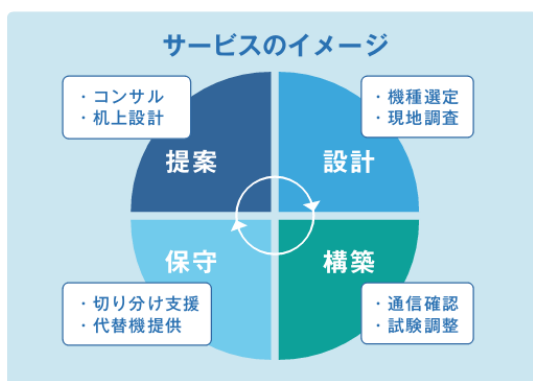 サービスのイメージ
・コンサル
・机上設計
提案
・機種選定
・現地調査
設計
保守
・切り分け支援
・代替機提供
構築
・通信確認
・試験調整